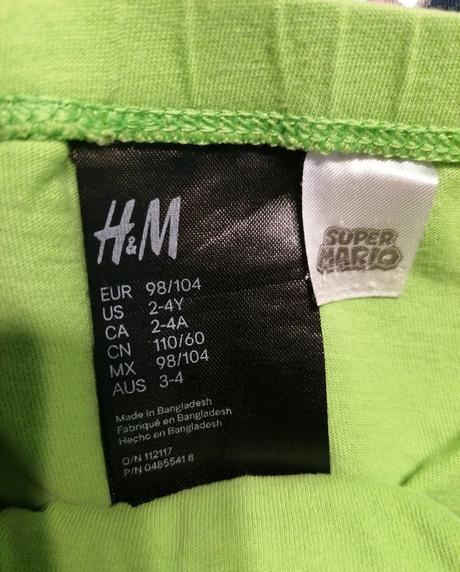 H&M
EUR 98/104
US 2-4Y
CA 2-4A
CN 110/60
MX 98/104
AUS 3-4
Made in Bangladesh
Fabriqué en Bangladesh
Hecho en Bangladesh
O/N 112117
P/N 0485541 8
SUPER
MARIO